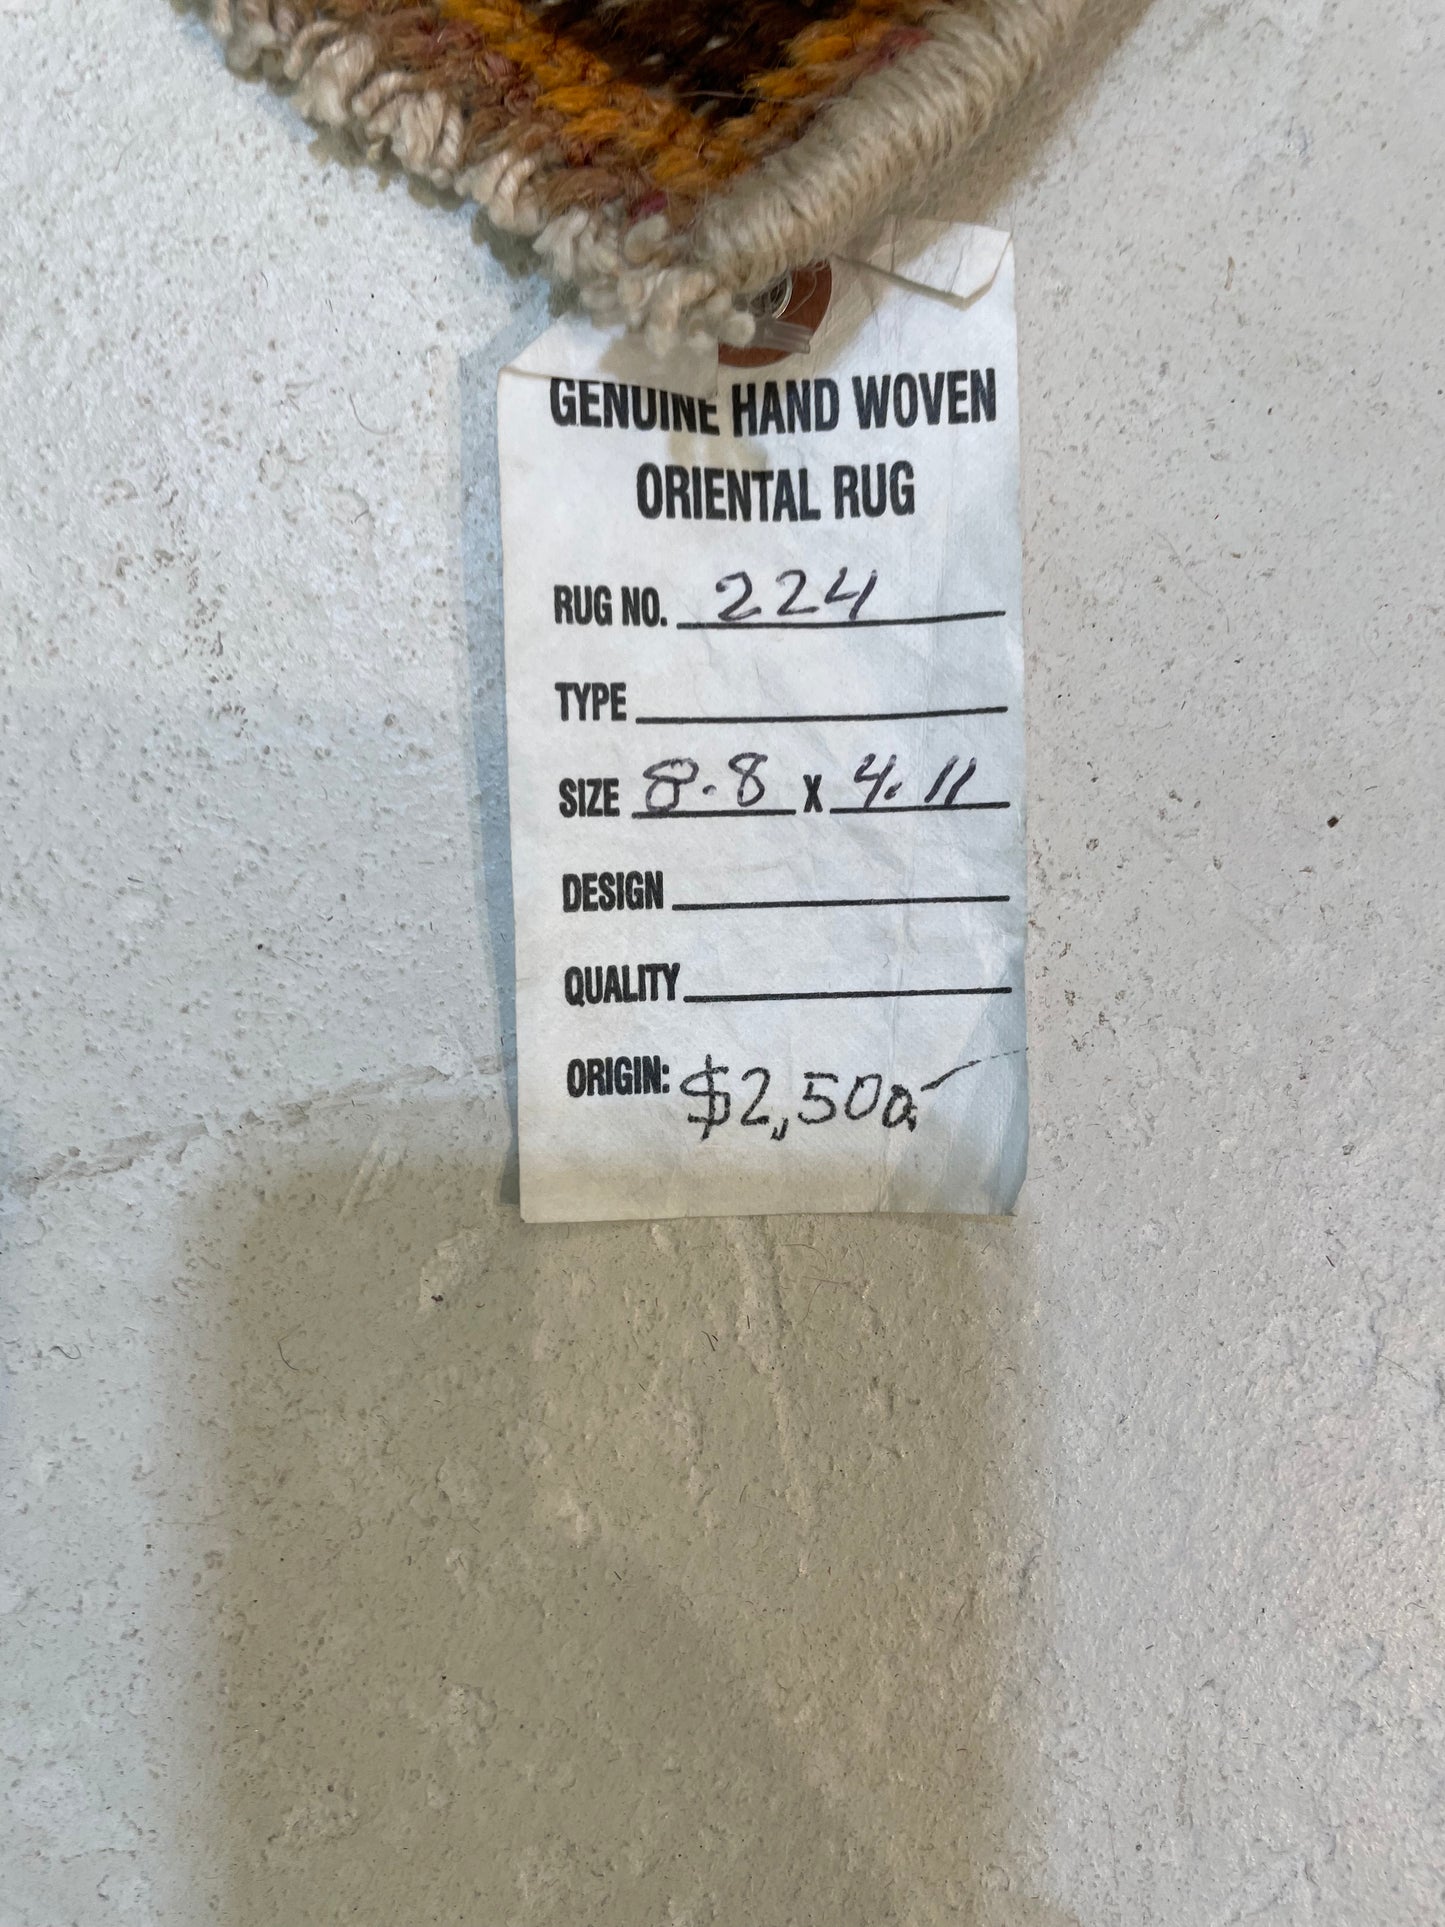 GENUINE HAND WOVEN
ORIENTAL RUG
RUG NO. 224
TYPE
SIZE 8.8 X 4.11
DESIGN
QUALITY
ORIGIN: $2,500.-